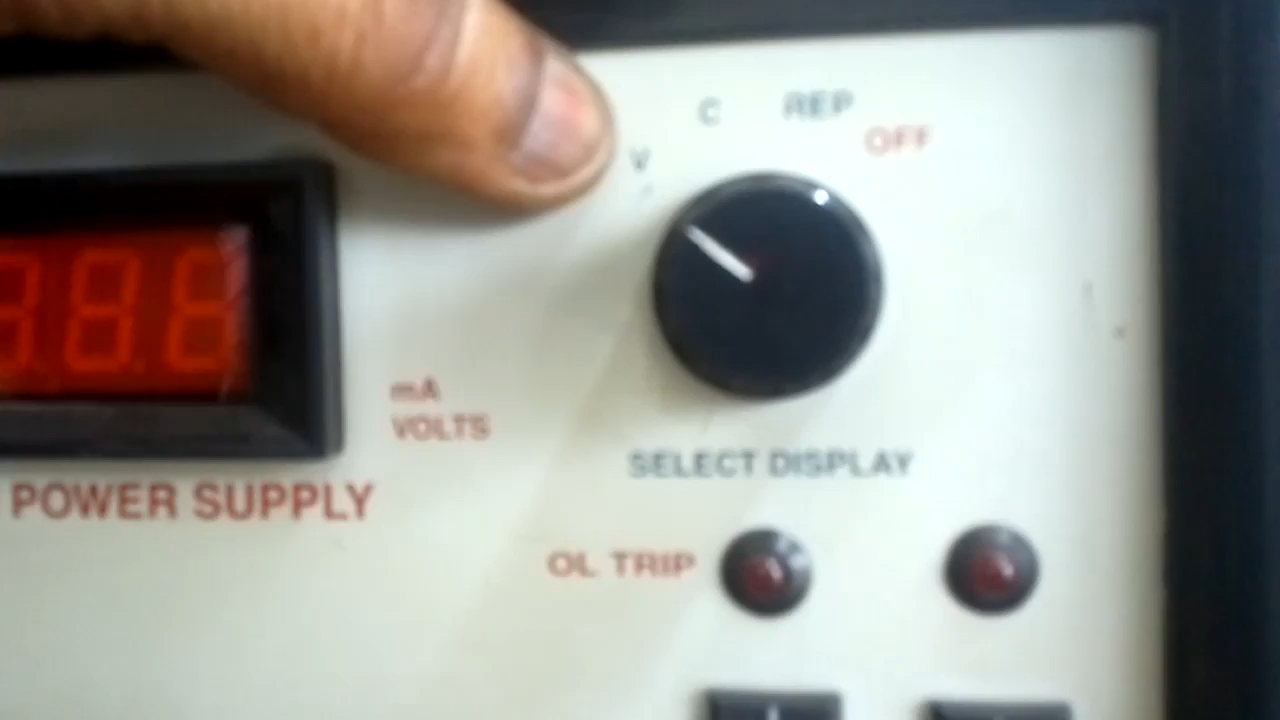 C REP
OFF
V
mA
VOLTS
SELECT DISPLAY
POWER SUPPLY
OL TRIP